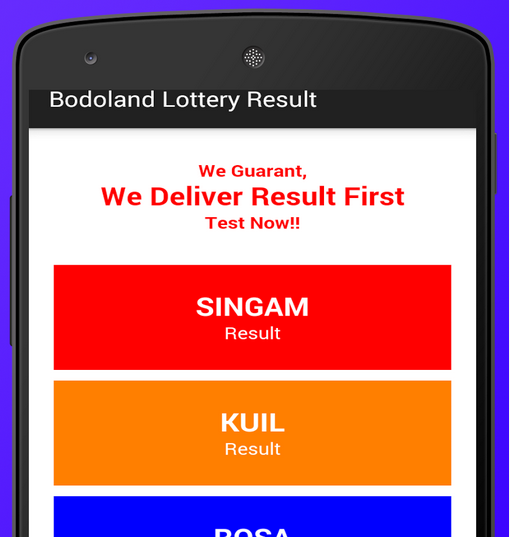 Bodoland Lottery Result
We Guarant,
We Deliver Result First
Test Now!!
SINGAM
Result
KUIL
Result
ROSA